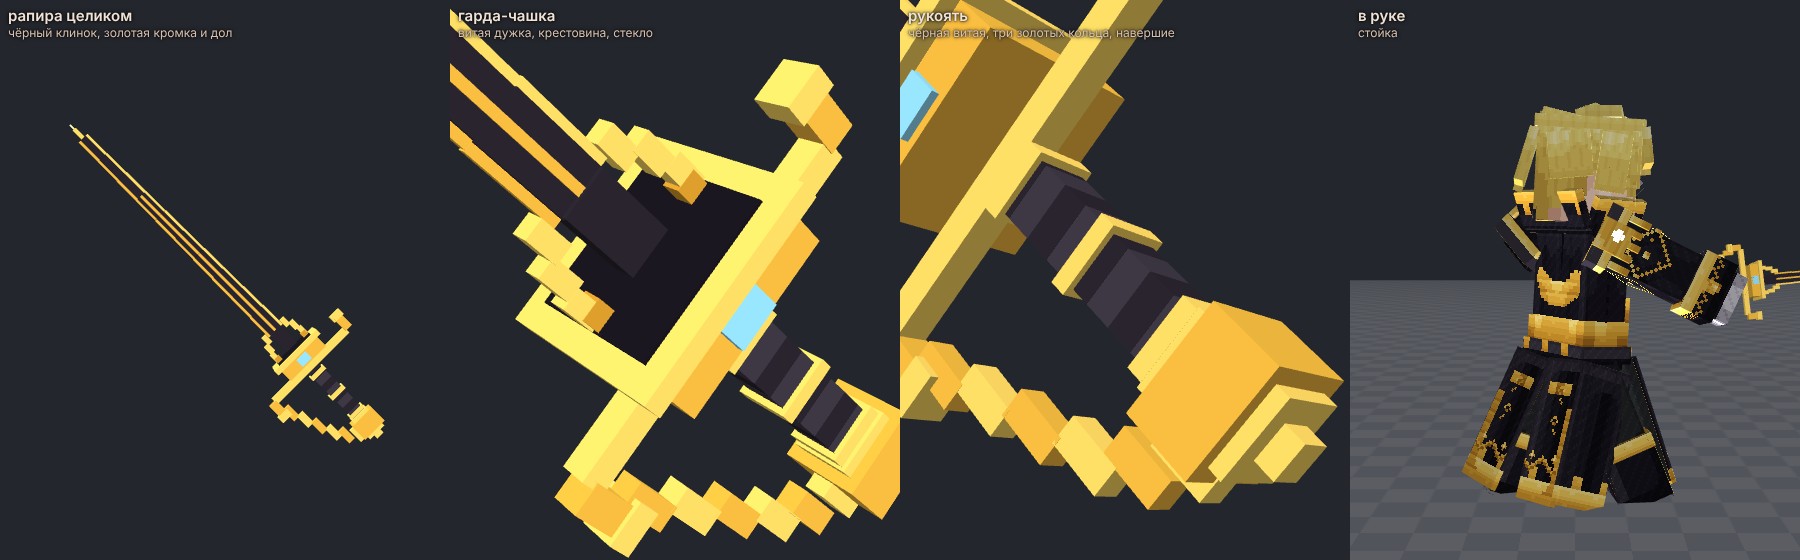 рапира целиком
чёрный клинок, золотая кромка и дол
гарда-чашка
витая дужка, крестовина, стекло
рукоять
чёрная витая, три золотых кольца, навершие
в руке
стойка